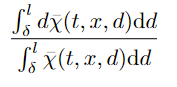 ∫_δ^l dχ̄(t, x, d)dd
∫_δ^l χ̄(t, x, d)dd